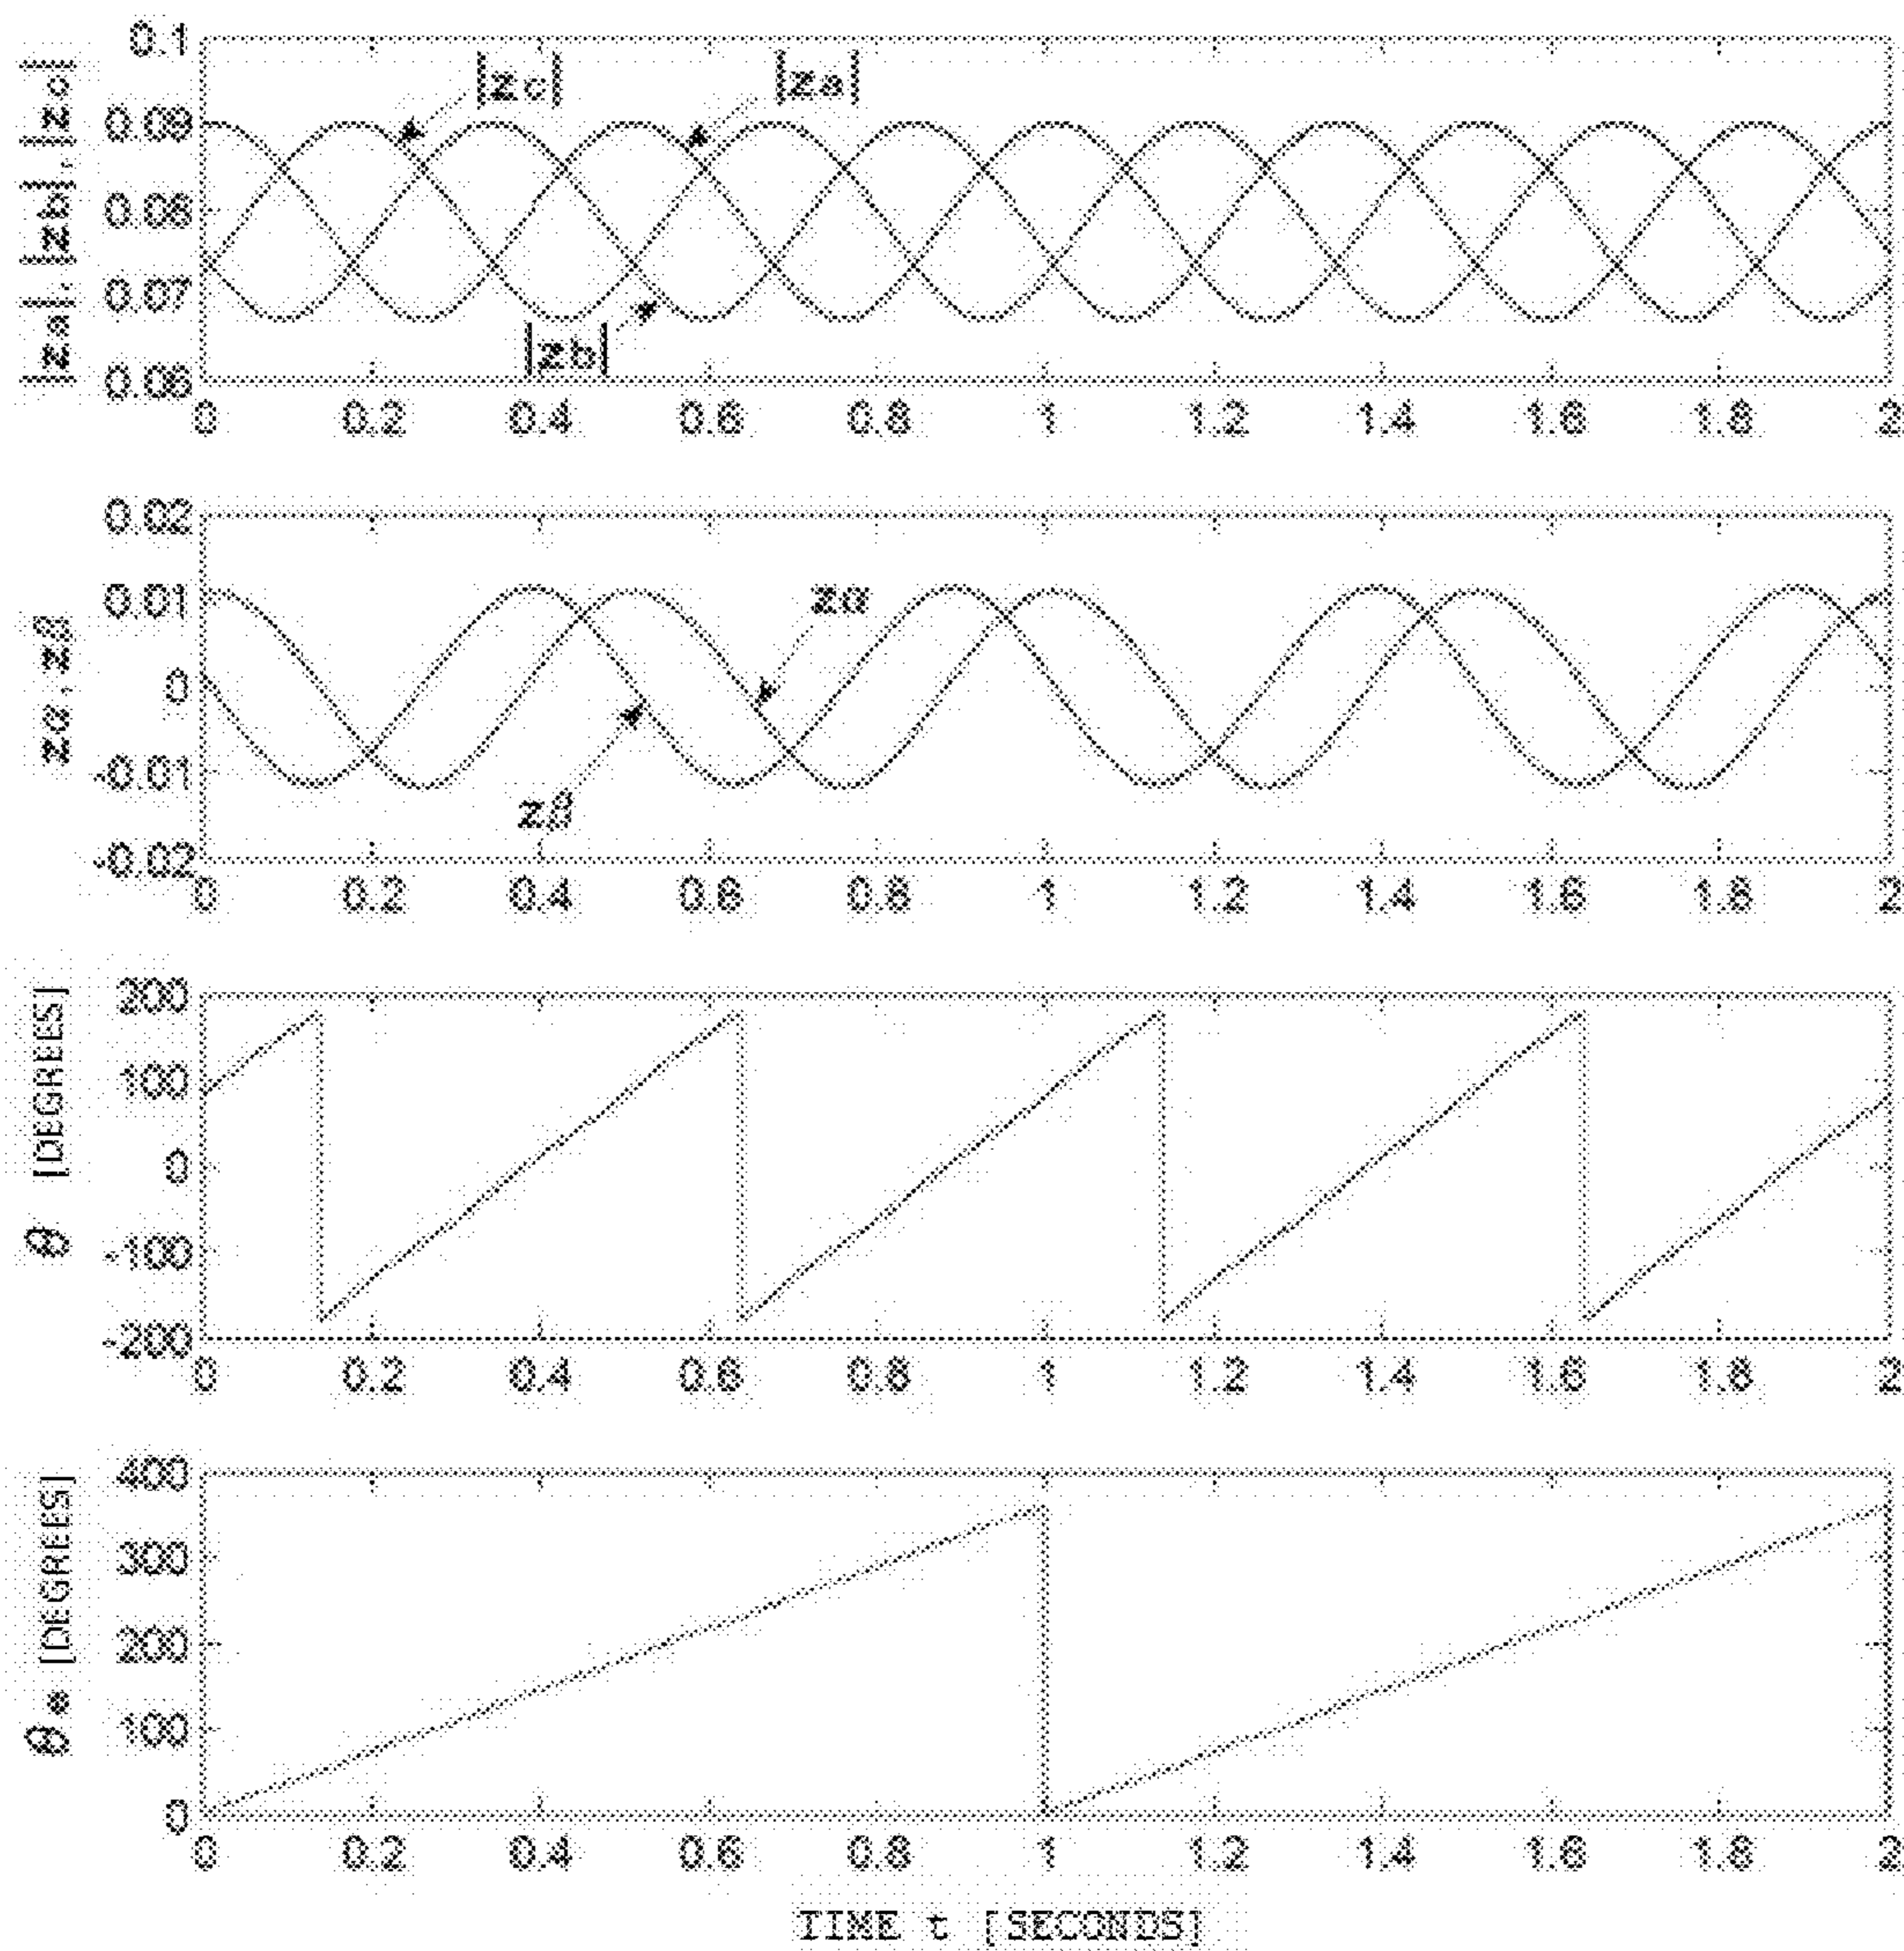 |za|, |zb|, |zc|
0.1
0.09
0.08
0.07
0.06
|zc|
|za|
|zb|
0 0.2 0.4 0.6 0.8 1 1.2 1.4 1.6 1.8 2
zα, zβ
0.02
0.01
0
-0.01
-0.02
zα
zβ
0 0.2 0.4 0.6 0.8 1 1.2 1.4 1.6 1.8 2
θ [DEGREES]
200
100
0
-100
-200
0 0.2 0.4 0.6 0.8 1 1.2 1.4 1.6 1.8 2
θe [DEGREES]
400
300
200
100
0
0 0.2 0.4 0.6 0.8 1 1.2 1.4 1.6 1.8 2
TIME t [SECONDS]